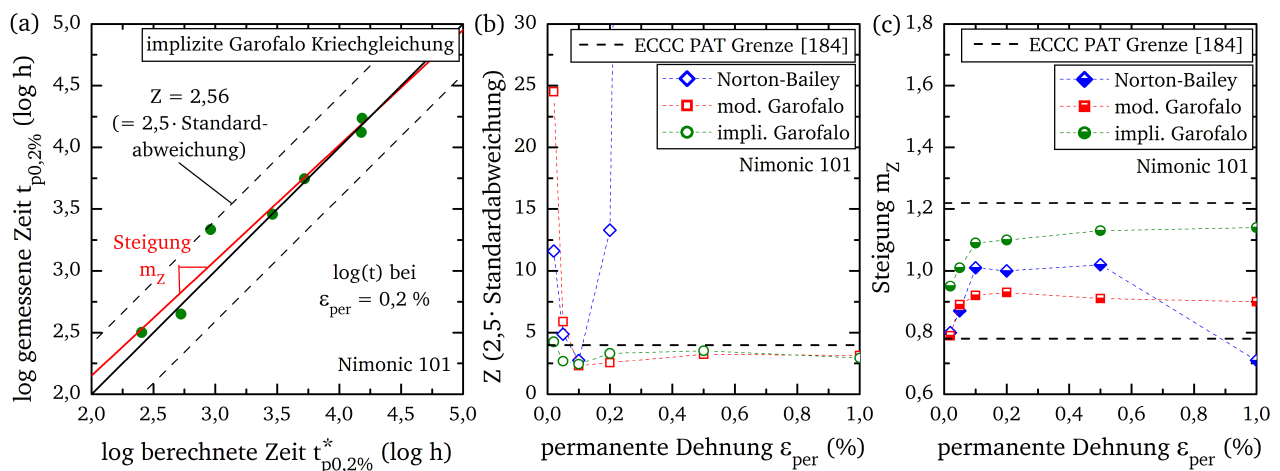 (a)
5,0
4,5
4,0
3,5
3,0
2,5
2,0
log gemessene Zeit t_p0,2% (log h)
implizite Garofalo Kriechgleichung
Z = 2,56
(= 2,5· Standard-
abweichung)
Steigung
m_Z
log(t) bei
ε_per = 0,2 %
Nimonic 101
2,0 2,5 3,0 3,5 4,0 4,5 5,0
log berechnete Zeit t*_p0,2% (log h)
(b)
30
25
20
15
10
5
0
Z (2,5· Standardabweichung)
ECCC PAT Grenze [184]
Norton-Bailey
mod. Garofalo
impli. Garofalo
Nimonic 101
0,0 0,2 0,4 0,6 0,8 1,0
permanente Dehnung ε_per (%)
(c)
1,8
1,6
1,4
1,2
1,0
0,8
0,6
Steigung m_Z
ECCC PAT Grenze [184]
Norton-Bailey
mod. Garofalo
impli. Garofalo
Nimonic 101
0,0 0,2 0,4 0,6 0,8 1,0
permanente Dehnung ε_per (%)